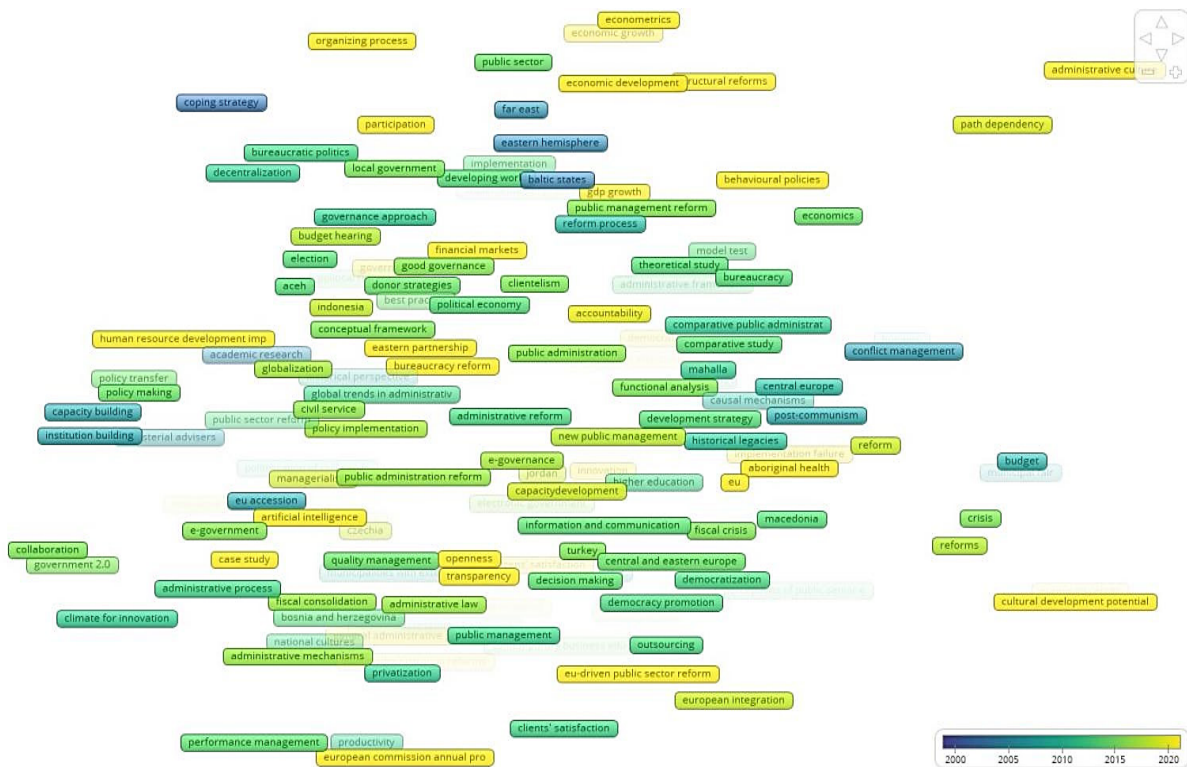 econometrics
economic growth
organizing process
public sector
administrative cu
economic development
ructural reforms
coping strategy
far east
participation
path dependency
eastern hemisphere
bureaucratic politics
implementation
local government
decentralization
developing wor
baltic states
behavioural policies
gdp growth
public management reform
governance approach
economics
reform process
budget hearing
financial markets
model test
election
good governance
theoretical study
bureaucracy
aceh
donor strategies
clientelism
administrative fram
best prac
political economy
indonesia
accountability
conceptual framework
comparative public administrat
human resource development imp
eastern partnership
comparative study
academic research
public administration
conflict management
globalization
bureaucracy reform
mahalla
policy transfer
policy making
functional analysis
central europe
global trends in administrativ
causal mechanisms
capacity building
civil service
administrative reform
post-communism
public sector reform
development strategy
policy implementation
institution building
sterial advisers
new public management
historical legacies
reform
implementation failure
e-governance
budget
aboriginal health
innovation
jordan
manageriali
public administration reform
higher education
eu
capacitydevelopment
eu accession
electronic government
artificial intelligence
macedonia
crisis
e-government
czechia
information and communication
fiscal crisis
reforms
collaboration
turkey
government 2.0
case study
quality management
openness
central and eastern europe
transparency
decision making
democratization
administrative process
fiscal consolidation
administrative law
democracy promotion
cultural development potential
climate for innovation
bosnia and herzegovina
national cultures
public management
outsourcing
administrative mechanisms
privatization
eu-driven public sector reform
european integration
clients' satisfaction
performance management
productivity
european commission annual pro
2000 2005 2010 2015 2020